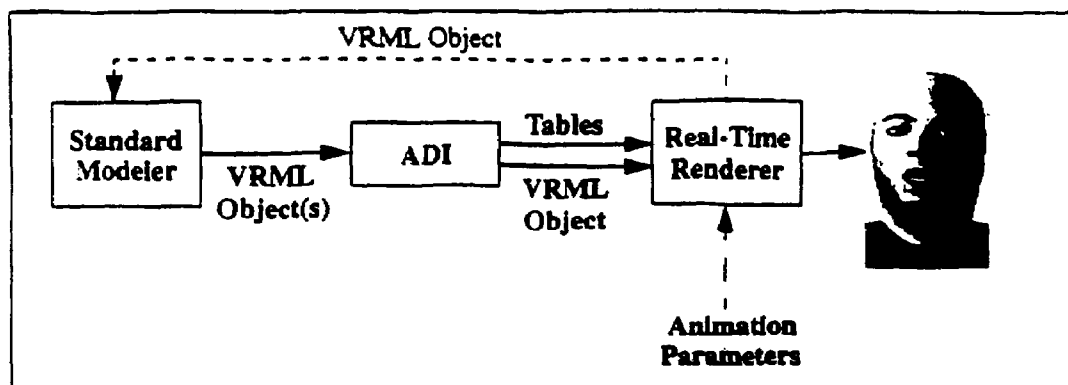 VRML Object
Standard
Modeler
ADI
Tables
Real-Time
Renderer
VRML
Object(s)
VRML
Object
Animation
Parameters